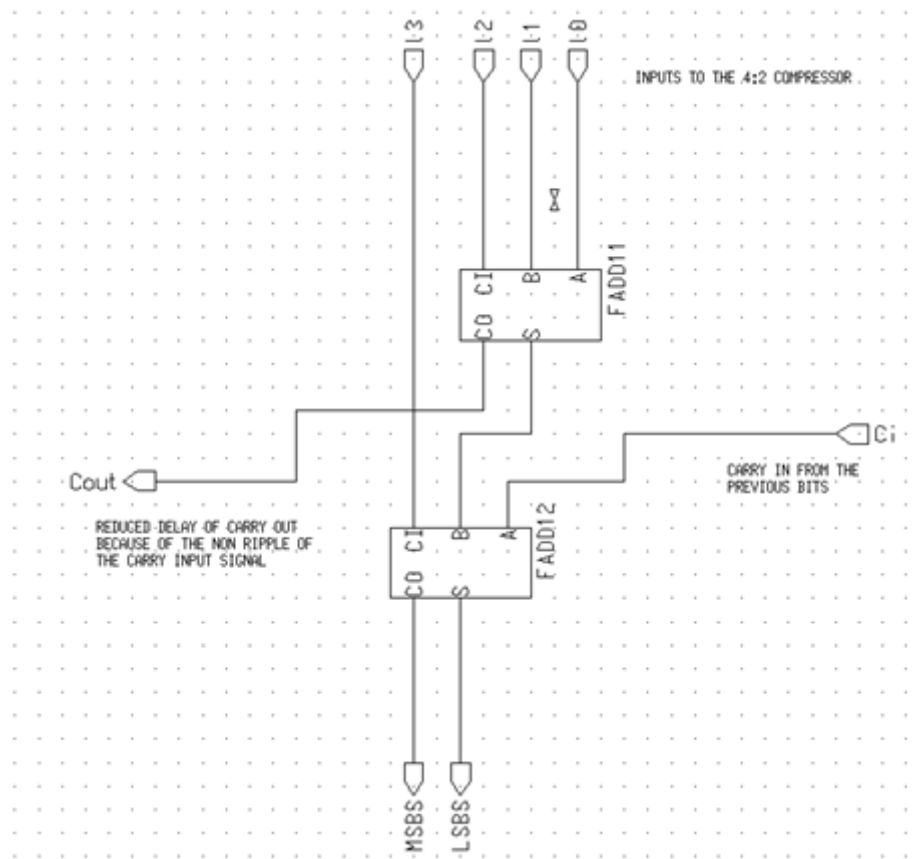 I3
I2
I1
I0
INPUTS TO THE 4:2 COMPRESSOR
CI
B
A
FADD11
CO
S
Ci
Cout
CARRY IN FROM THE
PREVIOUS BITS
REDUCED DELAY OF CARRY OUT
BECAUSE OF THE NON RIPPLE OF
THE CARRY INPUT SIGNAL
CI
B
A
FADD12
CO
S
MSBS
LSBS